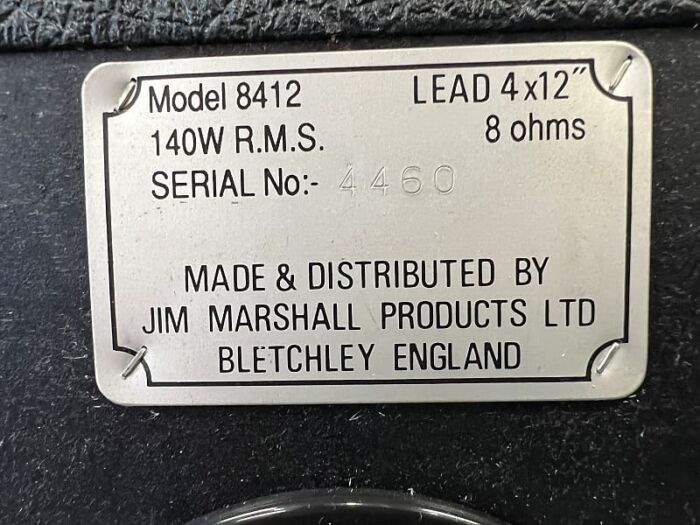 Model 8412 LEAD 4x12"
140W R.M.S. 8 ohms
SERIAL No:- 4460
MADE & DISTRIBUTED BY
JIM MARSHALL PRODUCTS LTD
BLETCHLEY ENGLAND